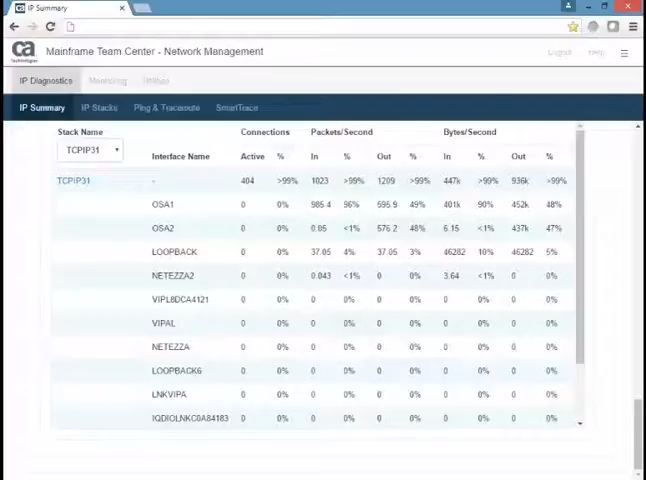 IP Summary
ca
technologies
Mainframe Team Center - Network Management
Logout Help
IP Diagnostics Monitoring Utilities
IP Summary IP Stacks Ping & Traceroute SmartTrace
Stack Name Connections Packets/Second Bytes/Second
TCPIP31
Interface Name Active % In % Out % In % Out %
TCPIP31 - 404 >99% 1023 >99% 1209 >99% 447k >99% 936k >99%
OSA1 0 0% 985.4 96% 595.9 49% 401k 90% 452k 48%
OSA2 0 0% 0.05 <1% 576.2 48% 6.15 <1% 437k 47%
LOOPBACK 0 0% 37.05 4% 37.05 3% 46282 10% 46282 5%
NETEZZA2 0 0% 0.043 <1% 0 0% 3.64 <1% 0 0%
VIPL8DCA4121 0 0% 0 0% 0 0% 0 0% 0 0%
VIPAL 0 0% 0 0% 0 0% 0 0% 0 0%
NETEZZA 0 0% 0 0% 0 0% 0 0% 0 0%
LOOPBACK6 0 0% 0 0% 0 0% 0 0% 0 0%
LNKVIPA 0 0% 0 0% 0 0% 0 0% 0 0%
IQDIOLNKC0A84183 0 0% 0 0% 0 0% 0 0% 0 0%